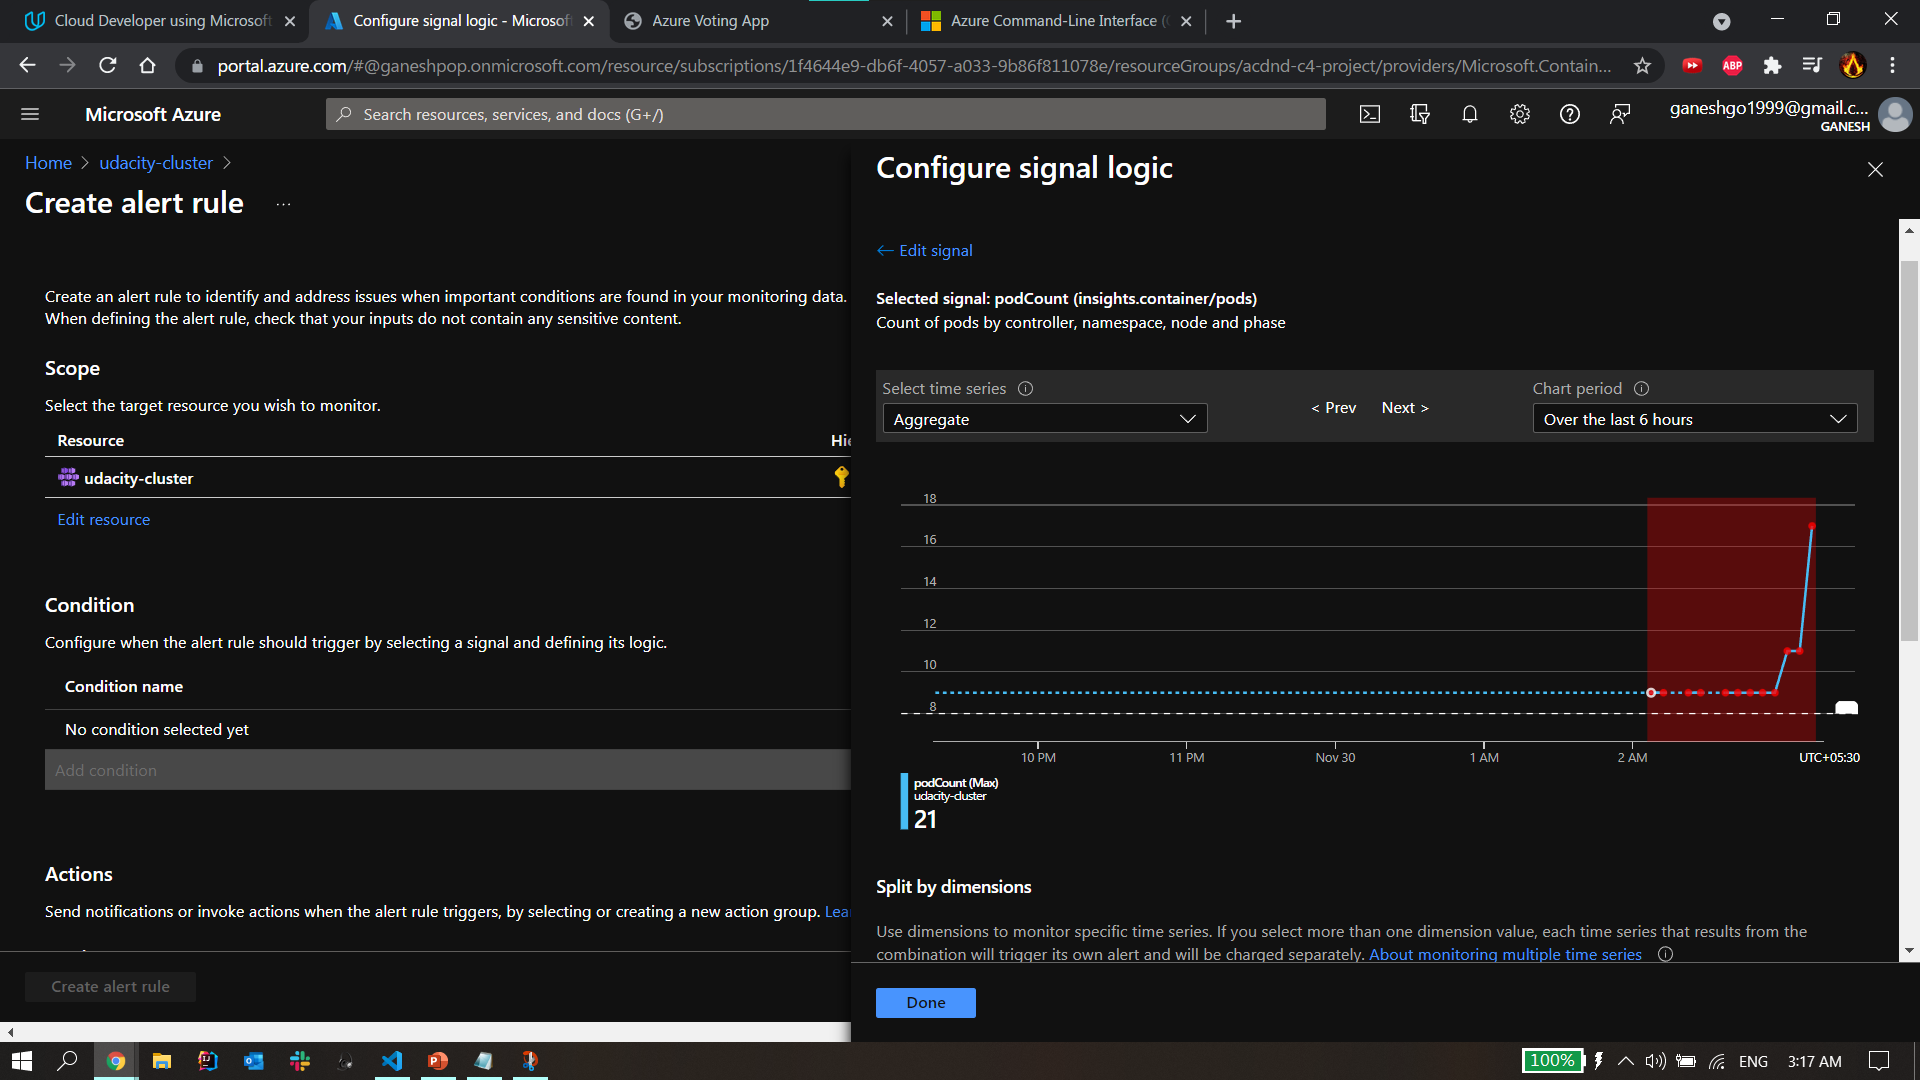 Cloud Developer using Microsoft
Configure signal logic - Microsoft
Azure Voting App
Azure Command-Line Interface (
portal.azure.com/#@ganeshpop.onmicrosoft.com/resource/subscriptions/1f4644e9-db6f-4057-a033-9b86f811078e/resourceGroups/acdnd-c4-project/providers/Microsoft.Contain...
ABP
Microsoft Azure
Search resources, services, and docs (G+/)
ganeshgo1999@gmail.c...
GANESH
Home > udacity-cluster >
Create alert rule ...
Create an alert rule to identify and address issues when important conditions are found in your monitoring data.
When defining the alert rule, check that your inputs do not contain any sensitive content.
Scope
Select the target resource you wish to monitor.
Resource
Hie
udacity-cluster
Edit resource
Condition
Configure when the alert rule should trigger by selecting a signal and defining its logic.
Condition name
No condition selected yet
Add condition
Actions
Send notifications or invoke actions when the alert rule triggers, by selecting or creating a new action group. Lear
Create alert rule
Configure signal logic
← Edit signal
Selected signal: podCount (insights.container/pods)
Count of pods by controller, namespace, node and phase
Select time series
Aggregate
< Prev
Next >
Chart period
Over the last 6 hours
18
16
14
12
10
8
10 PM
11 PM
Nov 30
1 AM
2 AM
UTC+05:30
podCount (Max)
udacity-cluster
21
Split by dimensions
Use dimensions to monitor specific time series. If you select more than one dimension value, each time series that results from the
combination will trigger its own alert and will be charged separately. About monitoring multiple time series
Done
100%
ENG
3:17 AM